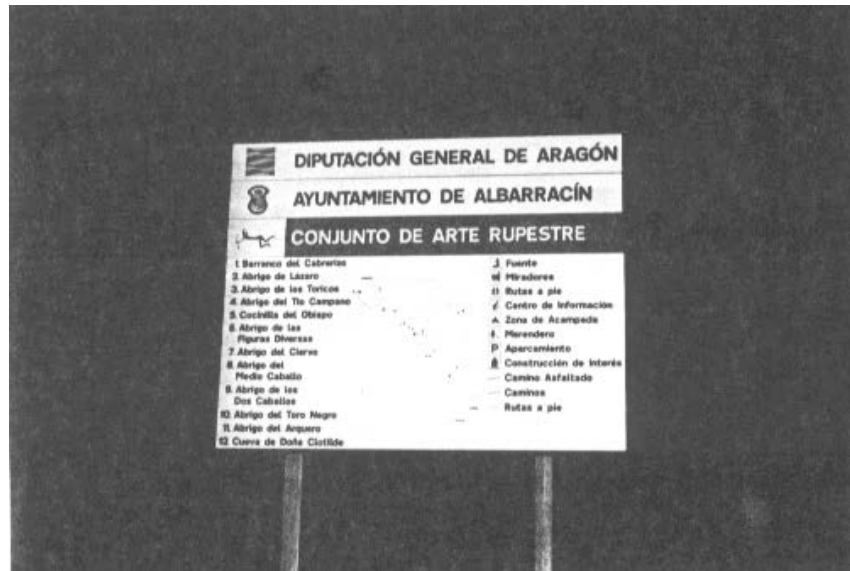 DIPUTACIÓN GENERAL DE ARAGÓN
AYUNTAMIENTO DE ALBARRACÍN
CONJUNTO DE ARTE RUPESTRE
1. Barranco del Cabrerias
2. Abrigo de Lázaro
3. Abrigo de los Toricos
4. Abrigo del Tio Campano
5. Cocinilla del Obispo
6. Abrigo de las
Figuras Diversas
7. Abrigo del Ciervo
8. Abrigo del
Medio Caballo
9. Abrigo de los
Dos Caballos
10. Abrigo del Toro Negro
11. Abrigo del Arquero
12. Cueva de Doña Clotilde
Fuente
Miradores
Rutas a pie
i Centro de Información
Zona de Acampada
Merendero
P Aparcamiento
Construcción de Interés
Camino Asfaltado
Caminos
Rutas a pie